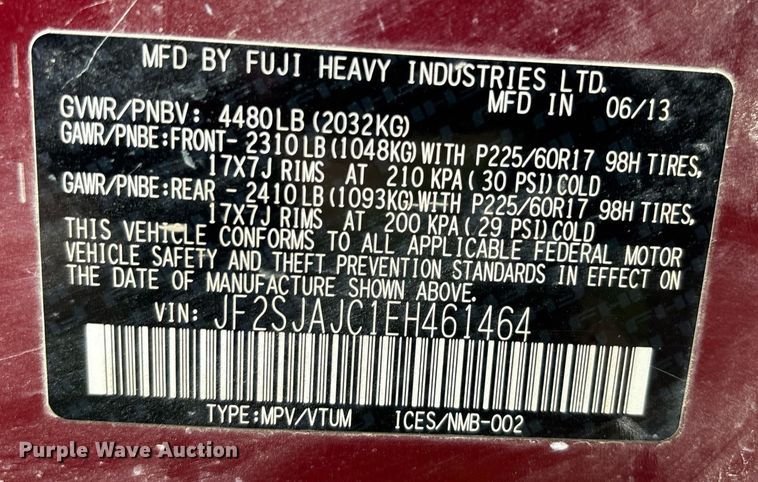 MFD BY FUJI HEAVY INDUSTRIES LTD.
MFD IN 06/13
GVWR/PNBV: 4480LB(2032KG)
GAWR/PNBE:FRONT- 2310LB(1048KG)WITH P225/60R17 98H TIRES,
17X7J RIMS AT 210 KPA(30 PSI)COLD
GAWR/PNBE:REAR - 2410LB(1093KG)WITH P225/60R17 98H TIRES,
17X7J RIMS AT 200 KPA(29 PSI)COLD
THIS VEHICLE CONFORMS TO ALL APPLICABLE FEDERAL MOTOR
VEHICLE SAFETY AND THEFT PREVENTION STANDARDS IN EFFECT ON
THE DATE OF MANUFACTURE SHOWN ABOVE.
VIN: JF2SJAJC1EH461464
TYPE:MPV/VTUM ICES/NMB-002
Purple Wave Auction